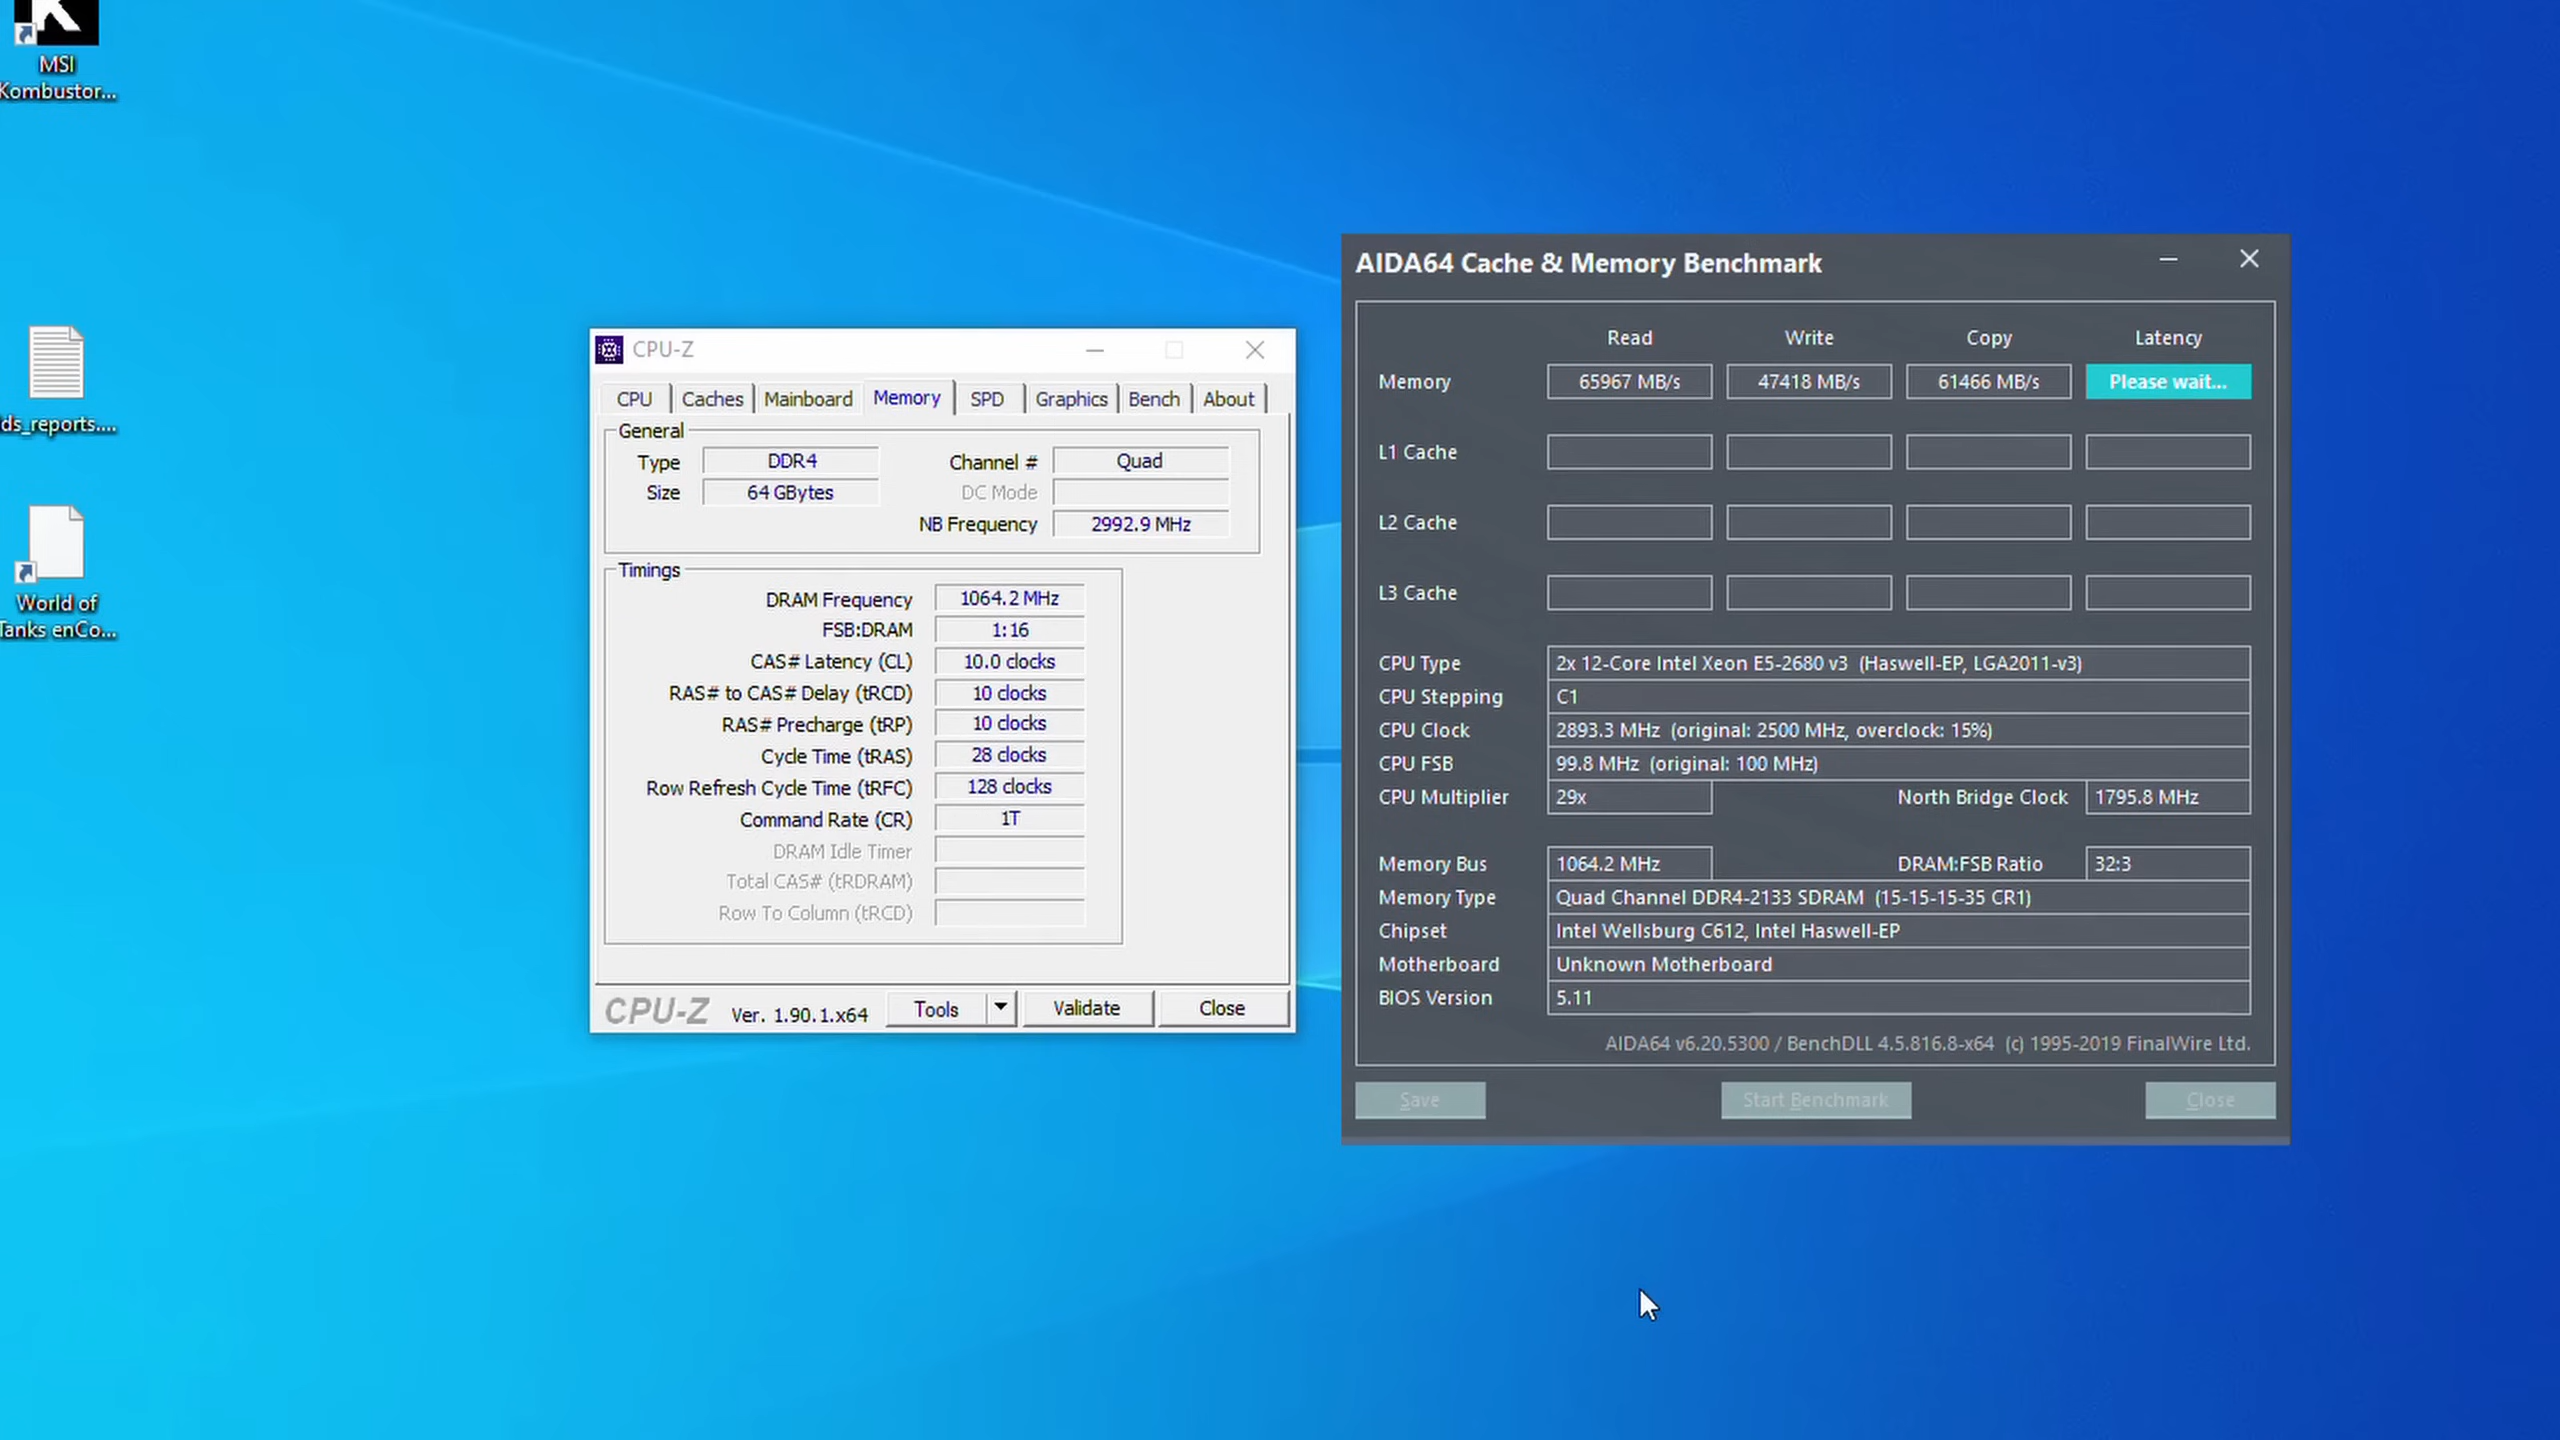 MSI
Kombustor...
ds_reports....
World of
Tanks enCo...
CPU-Z
CPU Caches Mainboard Memory SPD Graphics Bench About
General
Type DDR4 Channel # Quad
Size 64 GBytes DC Mode
NB Frequency 2992.9 MHz
Timings
DRAM Frequency 1064.2 MHz
FSB:DRAM 1:16
CAS# Latency (CL) 10.0 clocks
RAS# to CAS# Delay (tRCD) 10 clocks
RAS# Precharge (tRP) 10 clocks
Cycle Time (tRAS) 28 clocks
Row Refresh Cycle Time (tRFC) 128 clocks
Command Rate (CR) 1T
DRAM Idle Timer
Total CAS# (tRDRAM)
Row To Column (tRCD)
CPU-Z Ver. 1.90.1.x64 Tools Validate Close
AIDA64 Cache & Memory Benchmark
Read Write Copy Latency
Memory 65967 MB/s 47418 MB/s 61466 MB/s Please wait...
L1 Cache
L2 Cache
L3 Cache
CPU Type 2x 12-Core Intel Xeon E5-2680 v3 (Haswell-EP, LGA2011-v3)
CPU Stepping C1
CPU Clock 2893.3 MHz (original: 2500 MHz, overclock: 15%)
CPU FSB 99.8 MHz (original: 100 MHz)
CPU Multiplier 29x North Bridge Clock 1795.8 MHz
Memory Bus 1064.2 MHz DRAM:FSB Ratio 32:3
Memory Type Quad Channel DDR4-2133 SDRAM (15-15-15-35 CR1)
Chipset Intel Wellsburg C612, Intel Haswell-EP
Motherboard Unknown Motherboard
BIOS Version 5.11
AIDA64 v6.20.5300 / BenchDLL 4.5.816.8-x64 (c) 1995-2019 FinalWire Ltd.
Save Start Benchmark Close